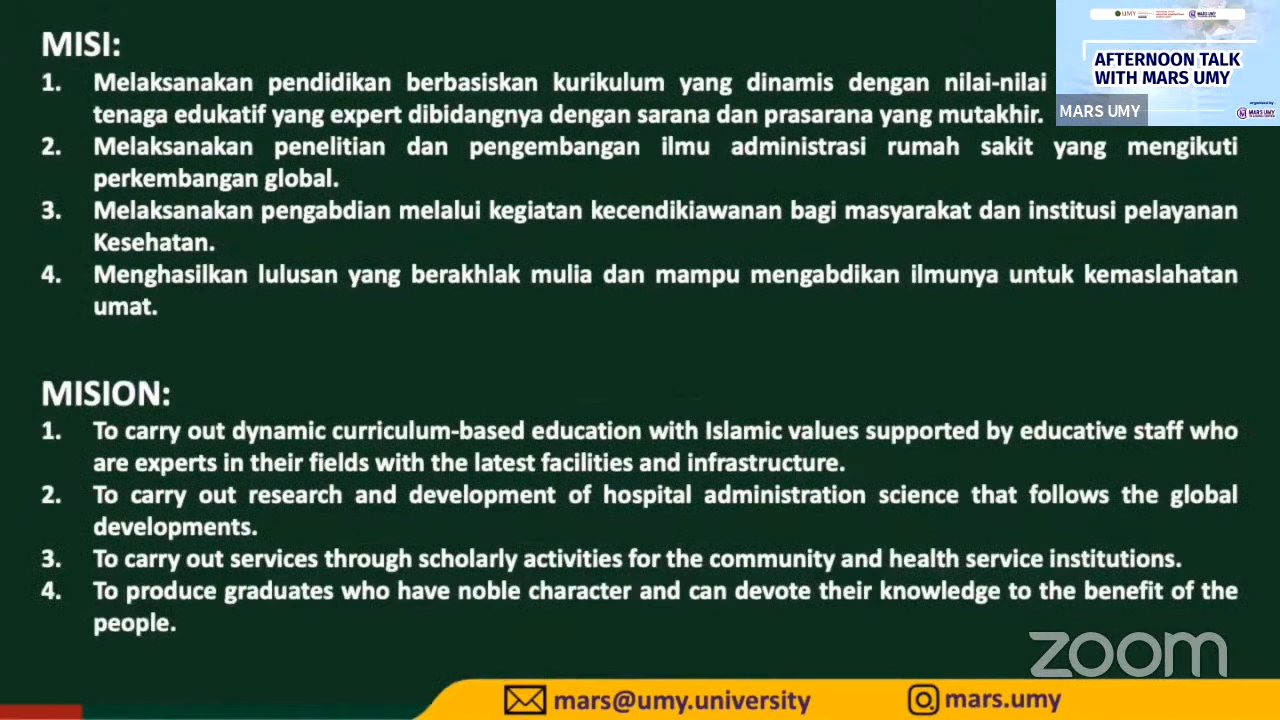 MISI:
1. Melaksanakan pendidikan berbasiskan kurikulum yang dinamis dengan nilai-nilai
tenaga edukatif yang expert dibidangnya dengan sarana dan prasarana yang mutakhir.
2. Melaksanakan penelitian dan pengembangan ilmu administrasi rumah sakit yang mengikuti
perkembangan global.
3. Melaksanakan pengabdian melalui kegiatan kecendikiawanan bagi masyarakat dan institusi pelayanan
Kesehatan.
4. Menghasilkan lulusan yang berakhlak mulia dan mampu mengabdikan ilmunya untuk kemaslahatan
umat.
MISION:
1. To carry out dynamic curriculum-based education with Islamic values supported by educative staff who
are experts in their fields with the latest facilities and infrastructure.
2. To carry out research and development of hospital administration science that follows the global
developments.
3. To carry out services through scholarly activities for the community and health service institutions.
4. To produce graduates who have noble character and can devote their knowledge to the benefit of the
people.
UMY
MARS UMY
AFTERNOON TALK
WITH MARS UMY
MARS UMY
organized by
MARS UMY
zoom
mars@umy.university
mars.umy